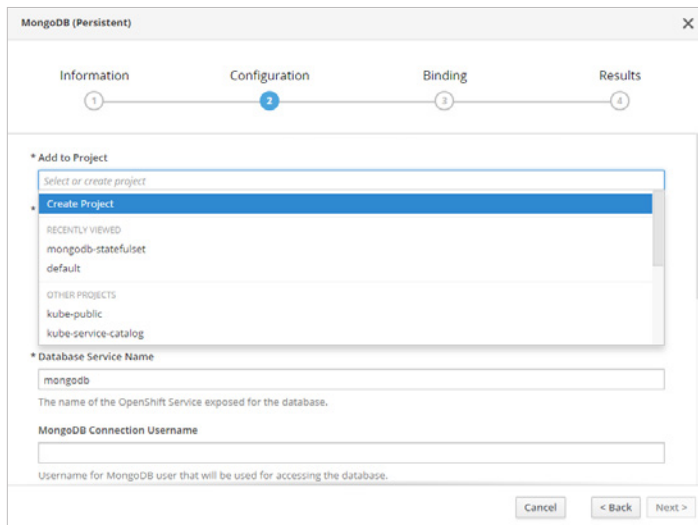 MongoDB (Persistent)
Information Configuration Binding Results
1 2 3 4
* Add to Project
Select or create project
*
Create Project
RECENTLY VIEWED
mongodb-statefulset
default
OTHER PROJECTS
kube-public
kube-service-catalog
* Database Service Name
mongodb
The name of the OpenShift Service exposed for the database.
MongoDB Connection Username
Username for MongoDB user that will be used for accessing the database.
Cancel < Back Next >